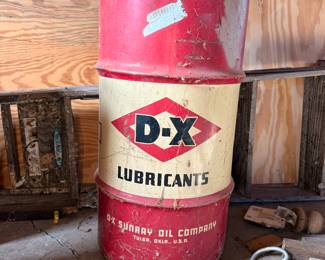 D-X
LUBRICANTS
D-X SUNRAY OIL COMPANY
TULSA, OKLA., U.S.A.